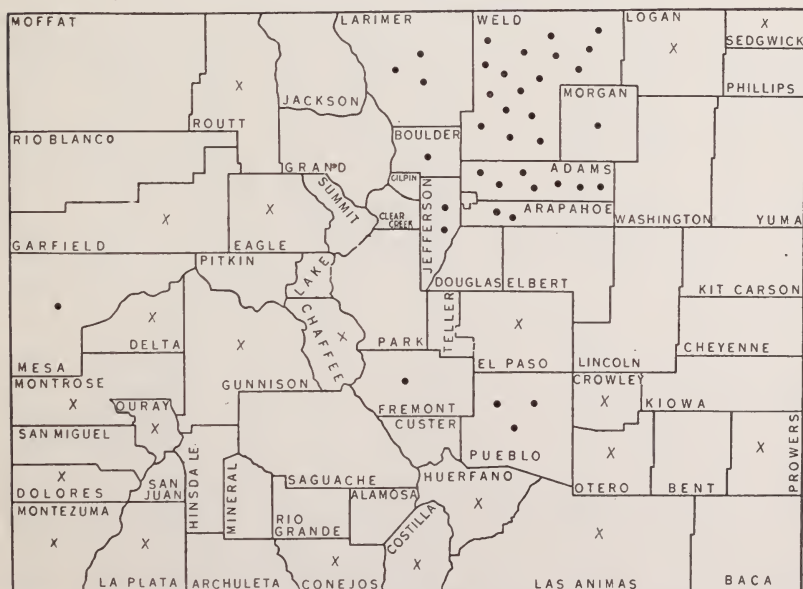 MOFFAT
LARIMER
WELD
LOGAN
SEDGWICK
PHILLIPS
JACKSON
ROUTT
MORGAN
RIO BLANCO
BOULDER
GRAND
GILPIN
ADAMS
SUMMIT
CLEAR CREEK
JEFFERSON
ARAPAHOE
WASHINGTON
YUMA
GARFIELD
EAGLE
PITKIN
LAKE
DOUGLAS
ELBERT
KIT CARSON
CHAFFEE
TELLER
PARK
DELTA
EL PASO
LINCOLN
CHEYENNE
MESA
MONTROSE
GUNNISON
CROWLEY
OURAY
FREMONT
KIOWA
SAN MIGUEL
CUSTER
PUEBLO
PROWERS
HINSDALE
MINERAL
SAGUACHE
HUERFANO
OTERO
BENT
DOLORES
SAN JUAN
ALAMOSA
MONTEZUMA
RIO GRANDE
COSTILLA
LA PLATA
ARCHULETA
CONEJOS
LAS ANIMAS
BACA